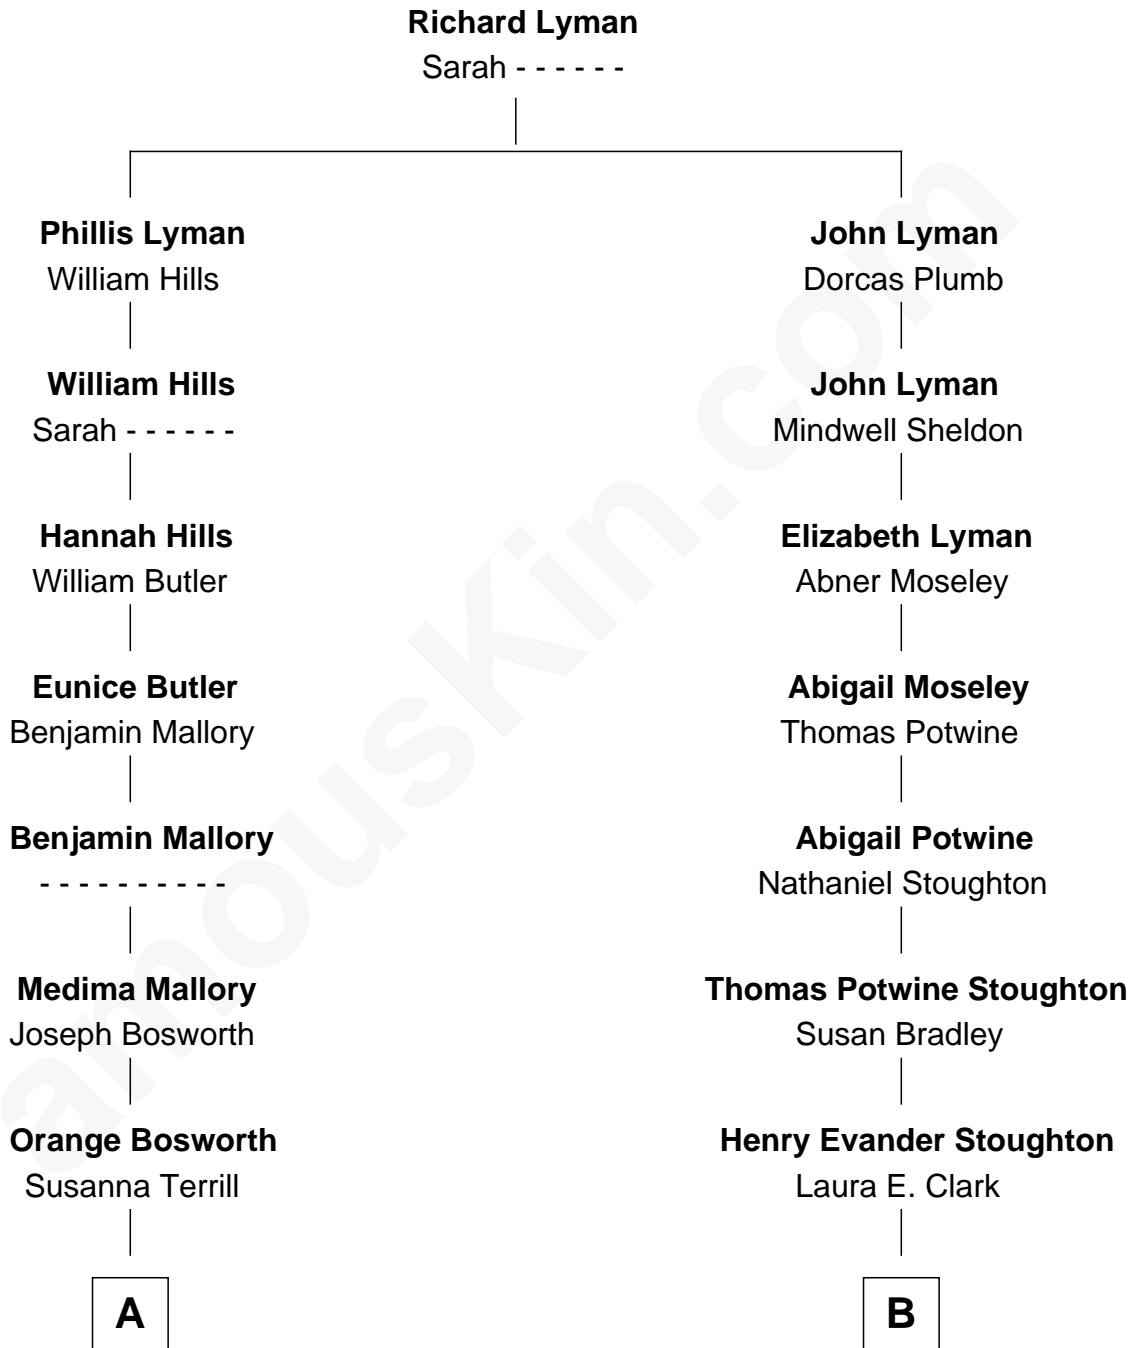 Richard Lyman
Sarah - - - - - -
Phillis Lyman
William Hills
John Lyman
Dorcas Plumb
William Hills
Sarah - - - - - -
John Lyman
Mindwell Sheldon
Hannah Hills
William Butler
Elizabeth Lyman
Abner Moseley
Eunice Butler
Benjamin Mallory
Abigail Moseley
Thomas Potwine
Benjamin Mallory
- - - - - - - - - -
Abigail Potwine
Nathaniel Stoughton
Medima Mallory
Joseph Bosworth
Thomas Potwine Stoughton
Susan Bradley
Orange Bosworth
Susanna Terrill
Henry Evander Stoughton
Laura E. Clark
A
B
famouskin.com